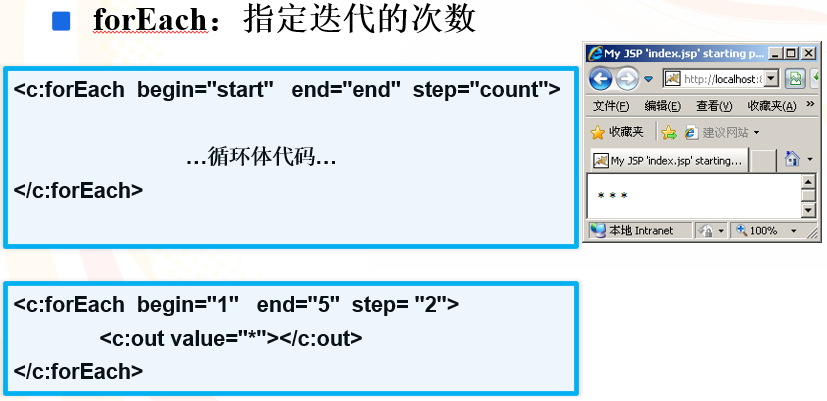 forEach：指定迭代的次数
<c:forEach begin="start" end="end" step="count">
…循环体代码…
</c:forEach>
<c:forEach begin="1" end="5" step= "2">
<c:out value="*"></c:out>
</c:forEach>
My JSP 'index.jsp' starting p...
http://localhost:8
文件(F) 编辑(E) 查看(V) 收藏夹(A) »
收藏夹 建议网站
My JSP 'index.jsp' starting...
* * *
本地 Intranet 100%